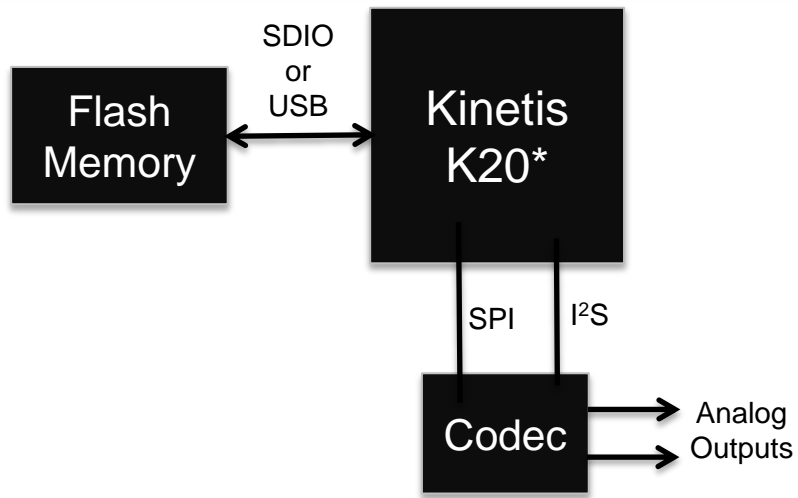 SDIO
or
USB
Flash
Memory
Kinetis
K20*
SPI
I²S
Codec
Analog
Outputs